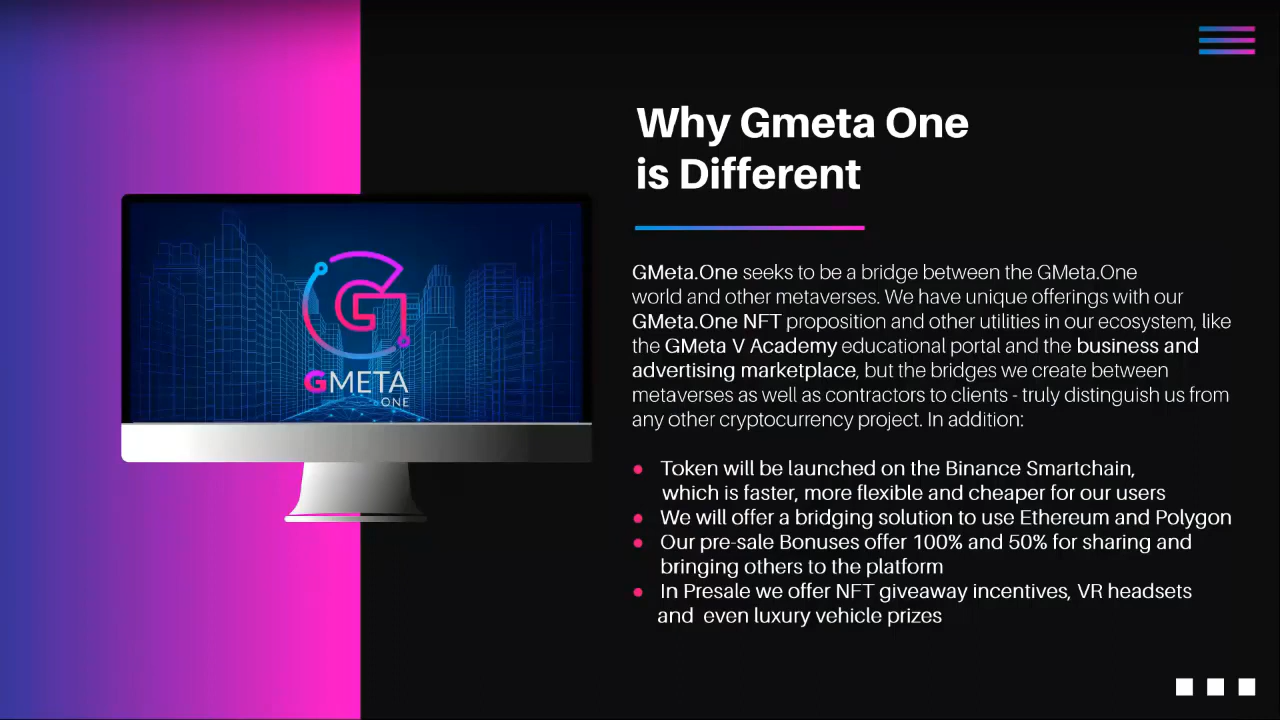 Why Gmeta One
is Different
GMETA
ONE
GMeta.One seeks to be a bridge between the GMeta.One
world and other metaverses. We have unique offerings with our
GMeta.One NFT proposition and other utilities in our ecosystem, like
the GMeta V Academy educational portal and the business and
advertising marketplace, but the bridges we create between
metaverses as well as contractors to clients - truly distinguish us from
any other cryptocurrency project. In addition:
• Token will be launched on the Binance Smartchain,
which is faster, more flexible and cheaper for our users
• We will offer a bridging solution to use Ethereum and Polygon
• Our pre-sale Bonuses offer 100% and 50% for sharing and
bringing others to the platform
• In Presale we offer NFT giveaway incentives, VR headsets
and even luxury vehicle prizes